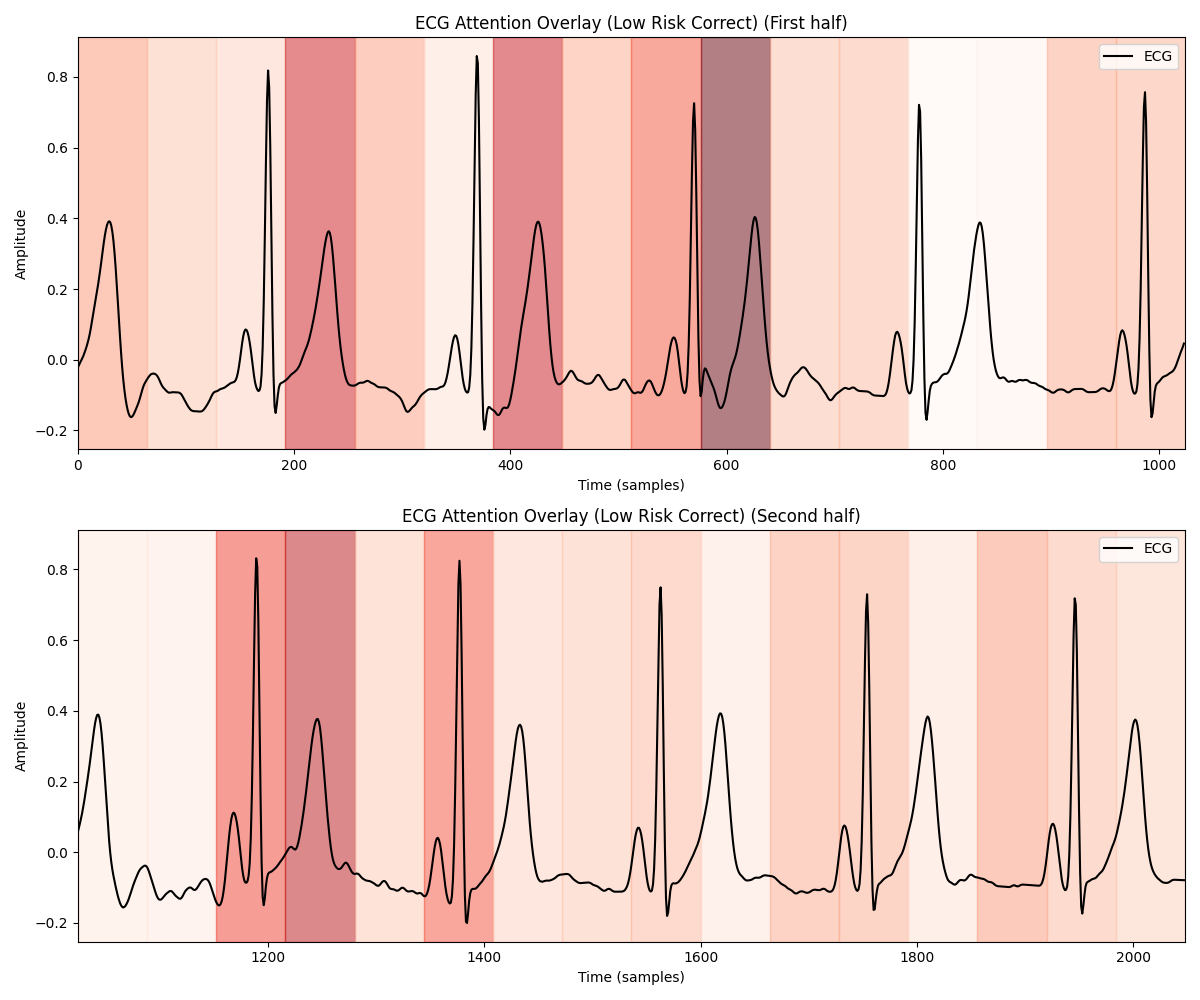 ECG Attention Overlay (Low Risk Correct) (First half)
ECG
0.8
0.6
0.4
0.2
0.0
−0.2
Amplitude
0 200 400 600 800 1000
Time (samples)
ECG Attention Overlay (Low Risk Correct) (Second half)
ECG
0.8
0.6
0.4
0.2
0.0
−0.2
Amplitude
1200 1400 1600 1800 2000
Time (samples)